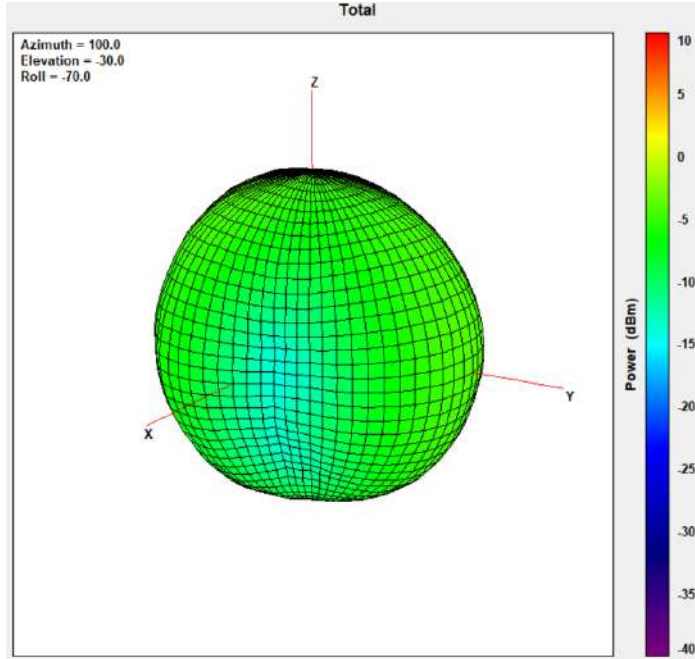 Total
Azimuth = 100.0
Elevation = -30.0
Roll = -70.0
Z
X
Y
10
5
0
-5
-10
-15
-20
-25
-30
-35
-40
Power (dBm)